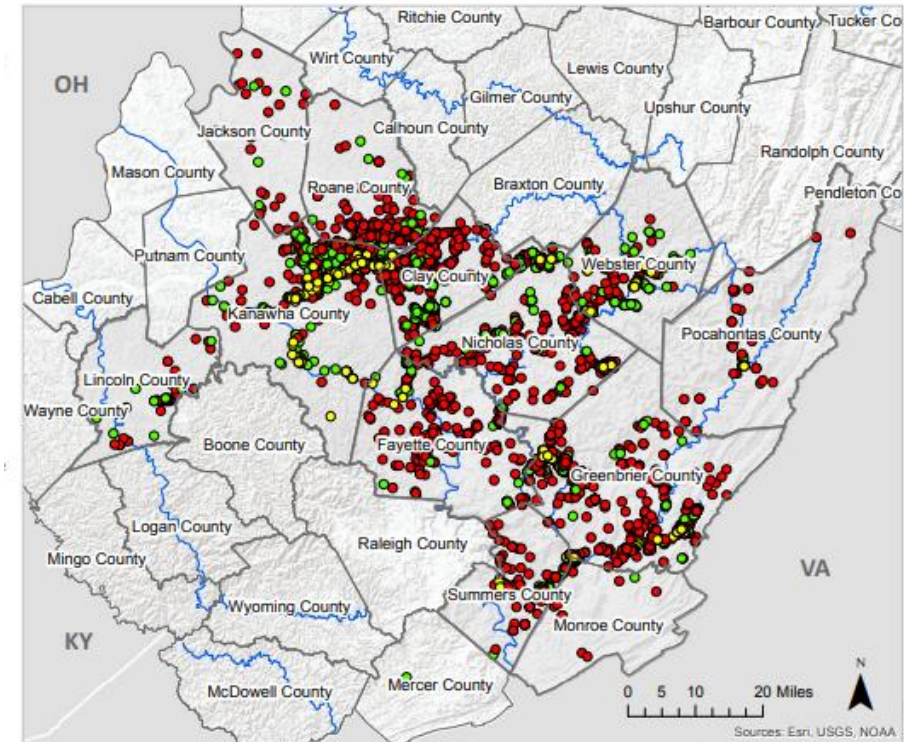 Ritchie County
Barbour County
Tucker Co
Wirt County
Lewis County
OH
Gilmer County
Upshur County
Jackson County
Calhoun County
Randolph County
Mason County
Roane County
Braxton County
Pendleton Co
Putnam County
Webster County
Clay County
Cabell County
Kanawha County
Pocahontas County
Nicholas County
Lincoln County
Wayne County
Boone County
Fayette County
Greenbrier County
Logan County
Raleigh County
Mingo County
VA
Summers County
Wyoming County
Monroe County
KY
N
McDowell County
Mercer County
0 5 10 20 Miles
Sources: Esri, USGS, NOAA